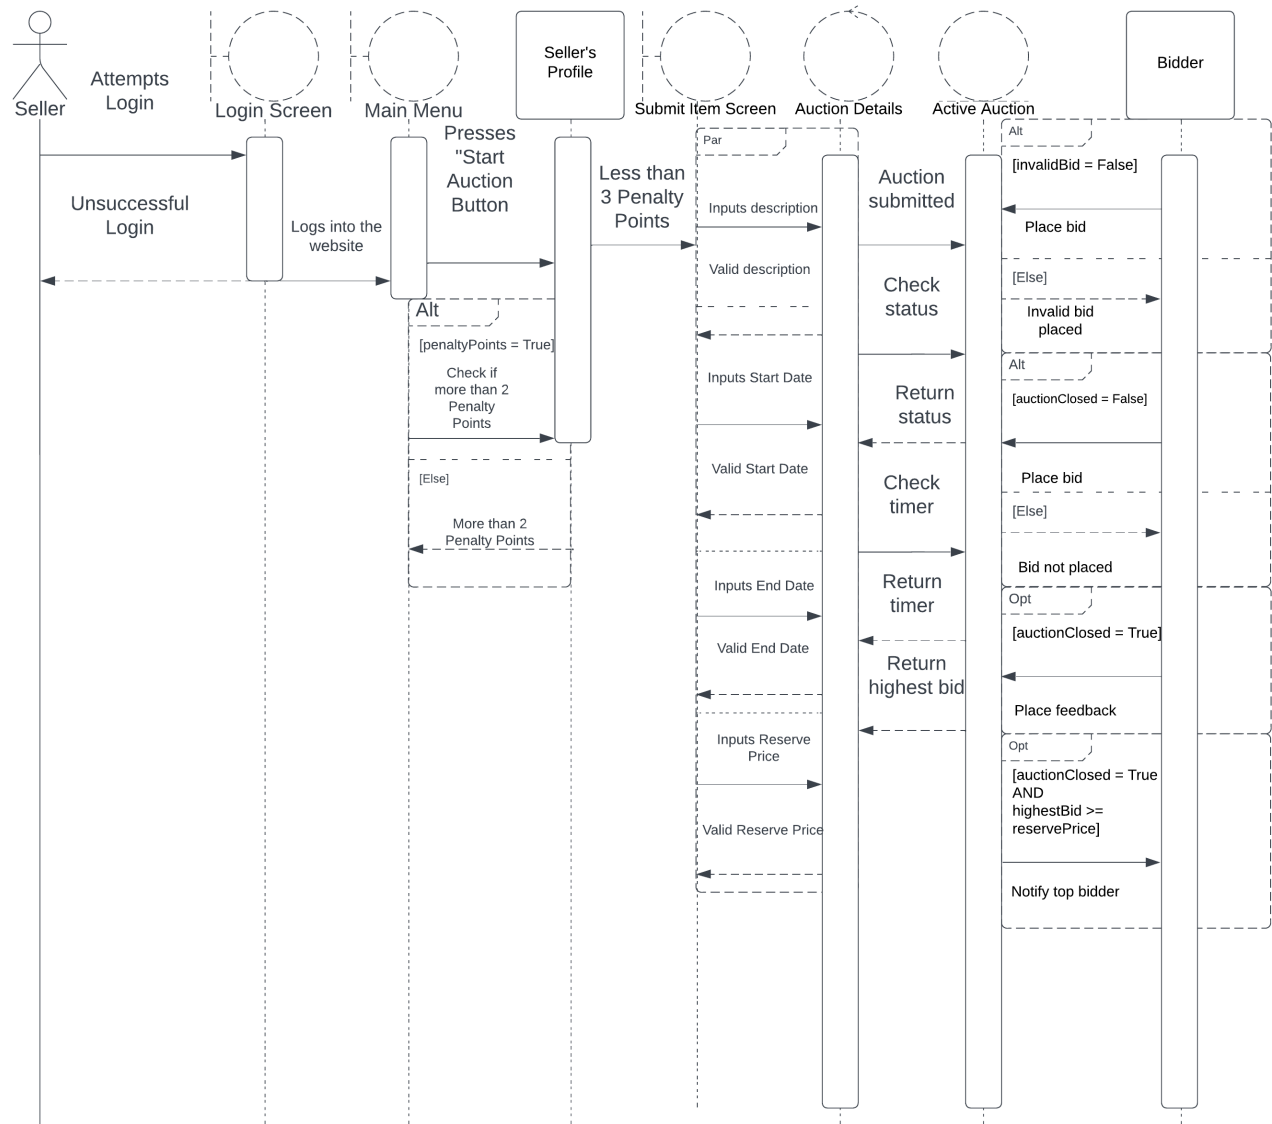 Seller
Attempts
Login
Login Screen
Main Menu
Seller's
Profile
Submit Item Screen
Auction Details
Active Auction
Bidder
Unsuccessful
Login
Logs into the
website
Presses
"Start
Auction
Button
Alt
[penaltyPoints = True]
Check if
more than 2
Penalty
Points
[Else]
More than 2
Penalty Points
Less than
3 Penalty
Points
Par
Inputs description
Valid description
Inputs Start Date
Valid Start Date
Inputs End Date
Valid End Date
Inputs Reserve
Price
Valid Reserve Price
Auction
submitted
Check
status
Return
status
Check
timer
Return
timer
Return
highest bid
Alt
[invalidBid = False]
Place bid
[Else]
Invalid bid
placed
Alt
[auctionClosed = False]
Place bid
[Else]
Bid not placed
Opt
[auctionClosed = True]
Place feedback
Opt
[auctionClosed = True
AND
highestBid >=
reservePrice]
Notify top bidder